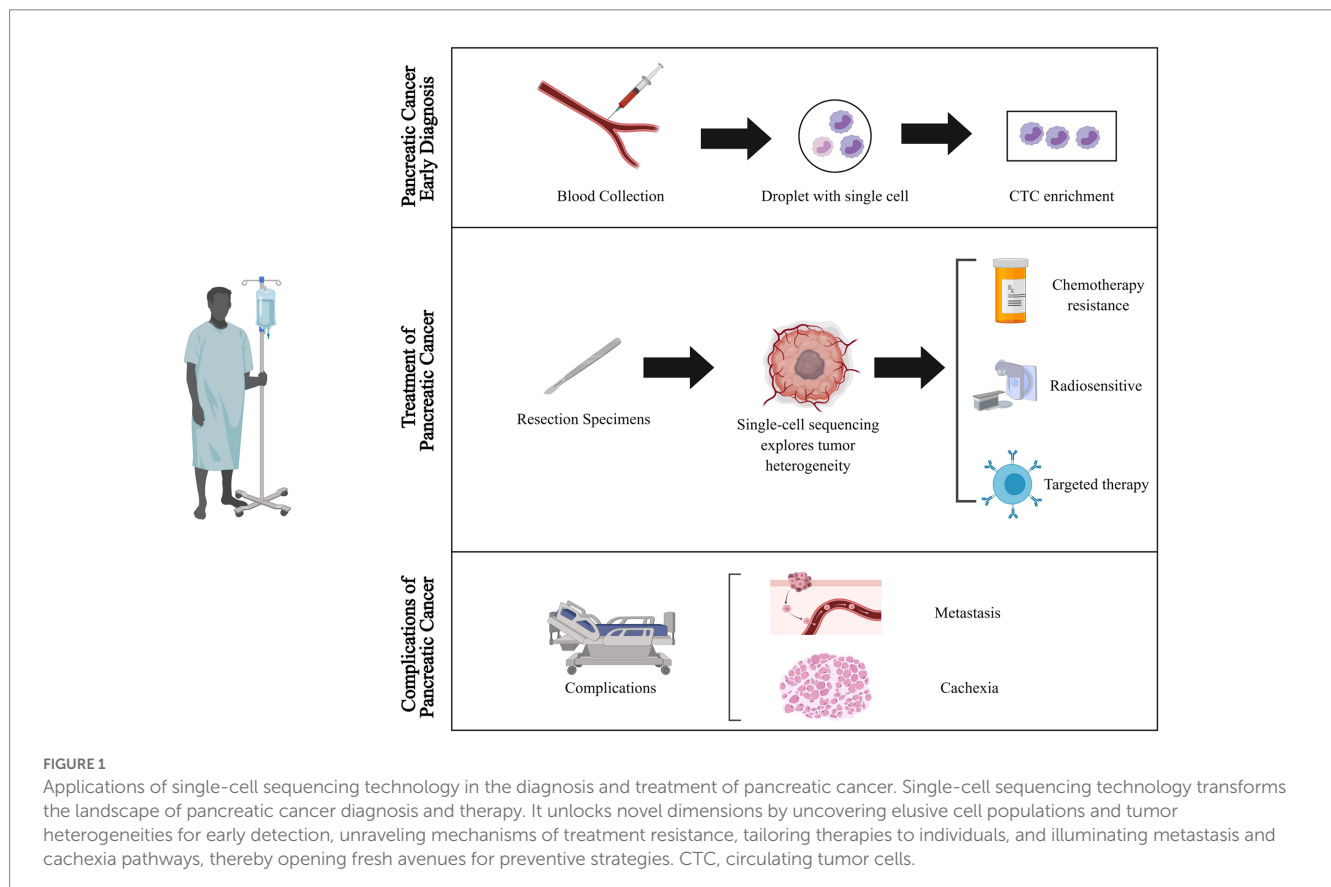 Pancreatic Cancer
Early Diagnosis
Blood Collection
Droplet with single cell
CTC enrichment
Treatment of
Pancreatic Cancer
Resection Specimens
Single-cell sequencing
explores tumor
heterogeneity
Rx
Chemotherapy
resistance
Radiosensitive
Targeted therapy
Complications of
Pancreatic Cancer
Complications
Metastasis
Cachexia
FIGURE 1
Applications of single-cell sequencing technology in the diagnosis and treatment of pancreatic cancer. Single-cell sequencing technology transforms
the landscape of pancreatic cancer diagnosis and therapy. It unlocks novel dimensions by uncovering elusive cell populations and tumor
heterogeneities for early detection, unraveling mechanisms of treatment resistance, tailoring therapies to individuals, and illuminating metastasis and
cachexia pathways, thereby opening fresh avenues for preventive strategies. CTC, circulating tumor cells.